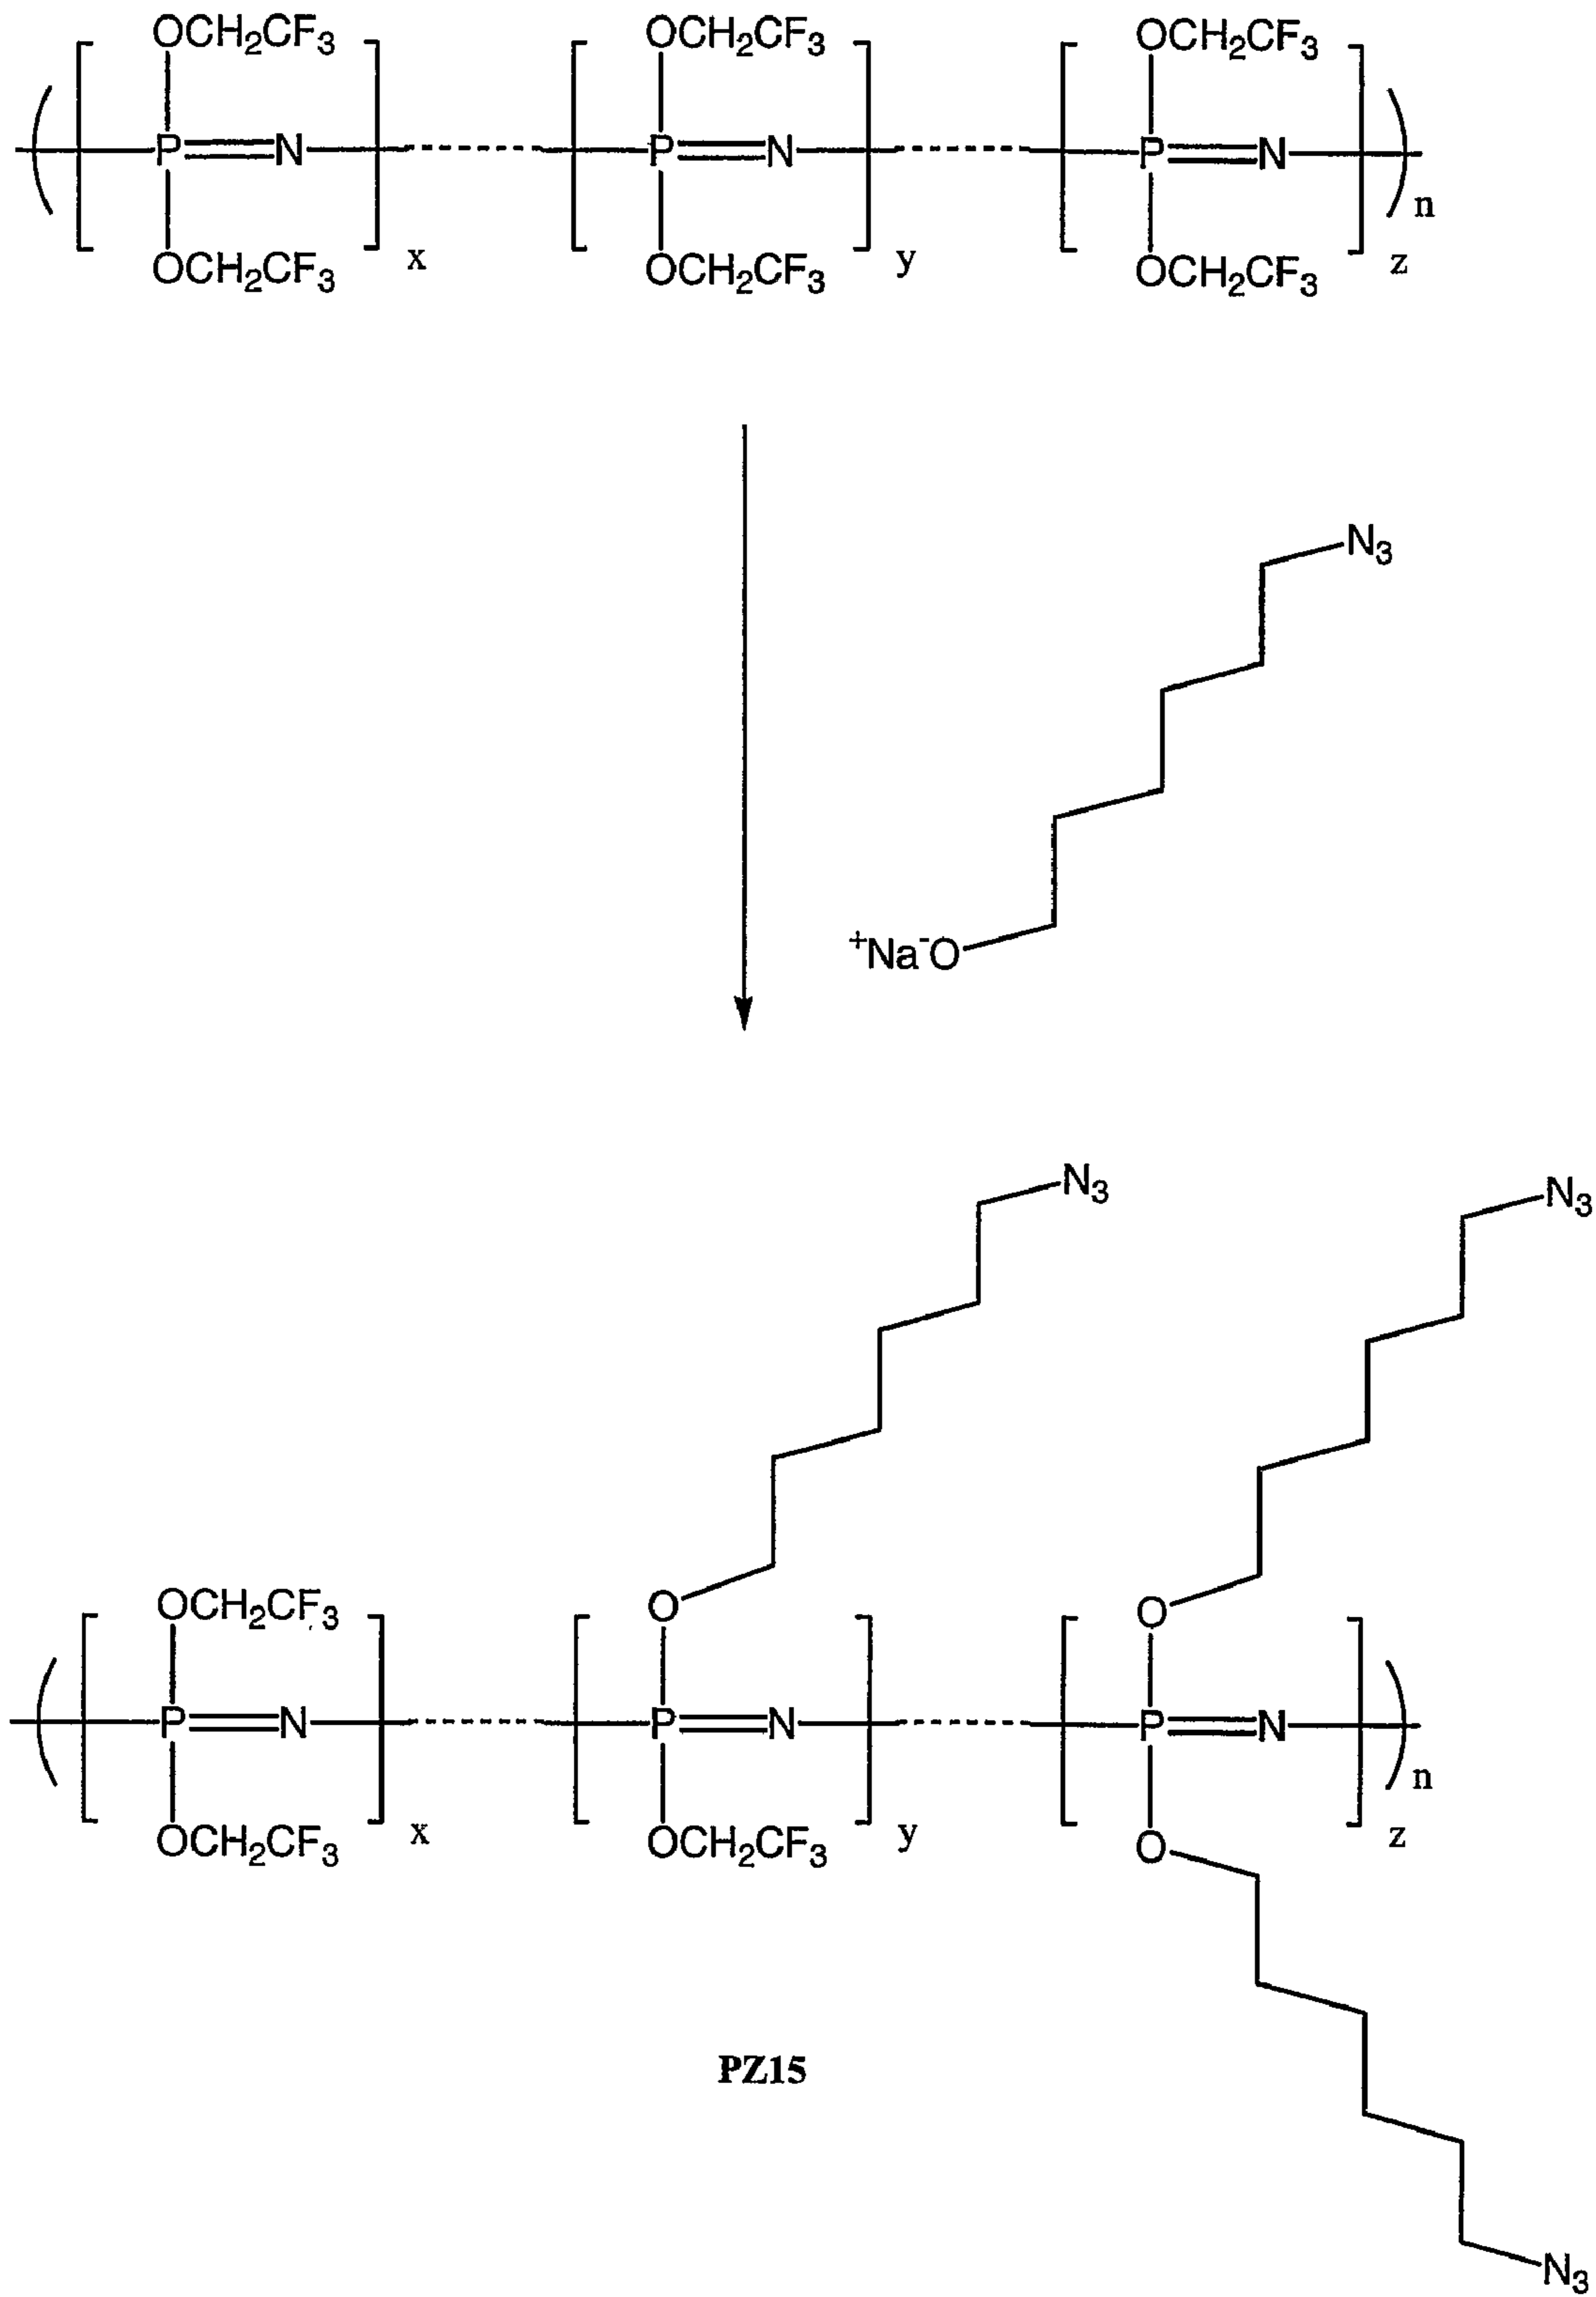 OCH₂CF₃ OCH₂CF₃ OCH₂CF₃
P N P N P N
n
x y z
OCH₂CF₃ OCH₂CF₃ OCH₂CF₃
N₃
⁺Na⁻O
N₃ N₃
OCH₂CF₃ O O
P N P N P N
n
x y z
OCH₂CF₃ OCH₂CF₃ O
PZ15
N₃